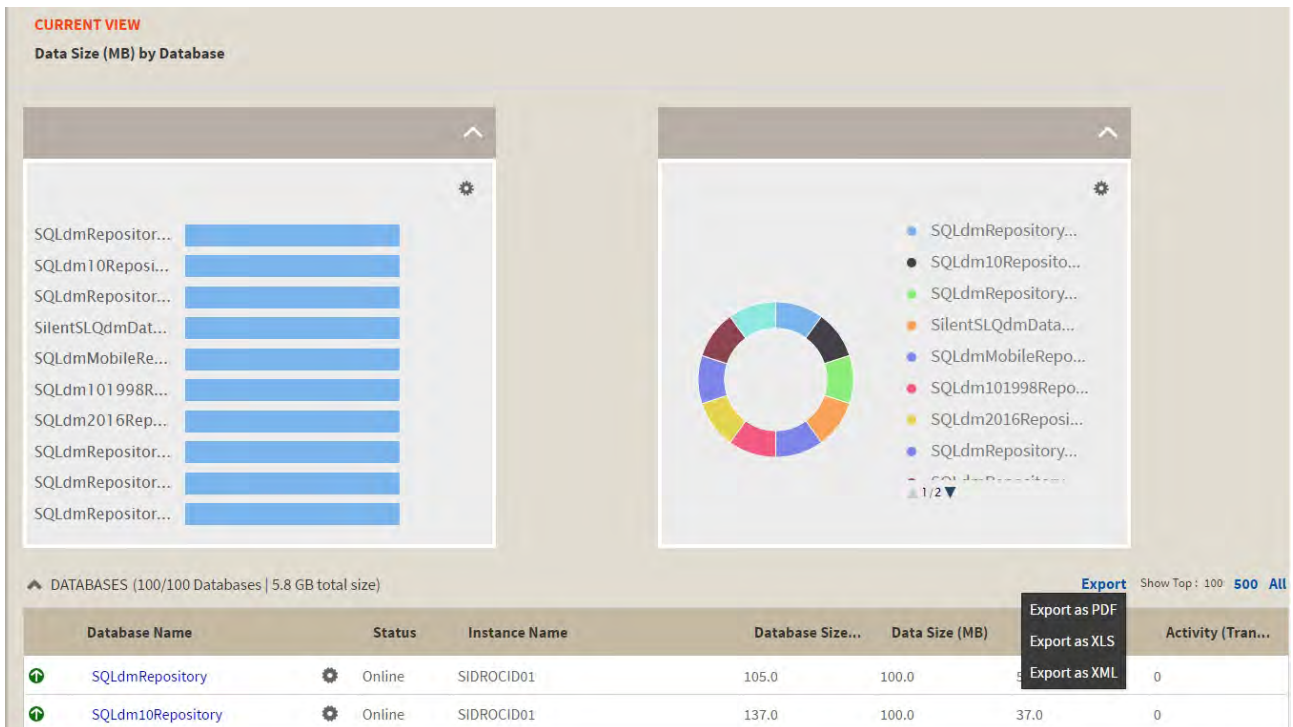 CURRENT VIEW
Data Size (MB) by Database
SQLdmRepositor...
SQLdm10Reposi...
SQLdmRepositor...
SilentSLQdmDat...
SQLdmMobileRe...
SQLdm101998R...
SQLdm2016Rep...
SQLdmRepositor...
SQLdmRepositor...
SQLdmRepositor...
SQLdmRepository...
SQLdm10Reposito...
SQLdmRepository...
SilentSLQdmData...
SQLdmMobileRepo...
SQLdm101998Repo...
SQLdm2016Reposi...
SQLdmRepository...
1/2
DATABASES (100/100 Databases | 5.8 GB total size) Export Show Top: 100 500 All
Export as PDF
Export as XLS
Export as XML
Database Name Status Instance Name Database Size... Data Size (MB) Activity (Tran...
SQLdmRepository Online SIDROCID01 105.0 100.0 0
SQLdm10Repository Online SIDROCID01 137.0 100.0 37.0 0